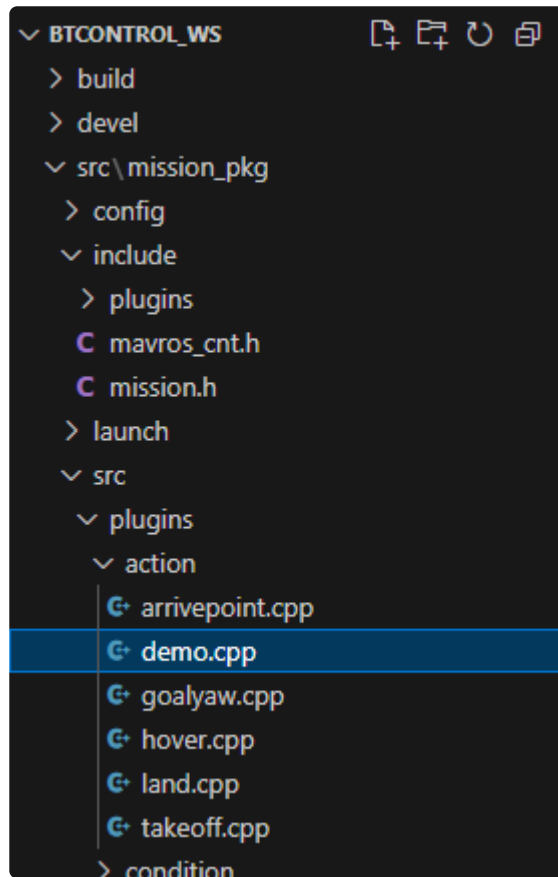 BTCONTROL_WS
build
devel
src\mission_pkg
config
include
plugins
C mavros_cnt.h
C mission.h
launch
src
plugins
action
arrivepoint.cpp
demo.cpp
goalyaw.cpp
hover.cpp
land.cpp
takeoff.cpp
condition